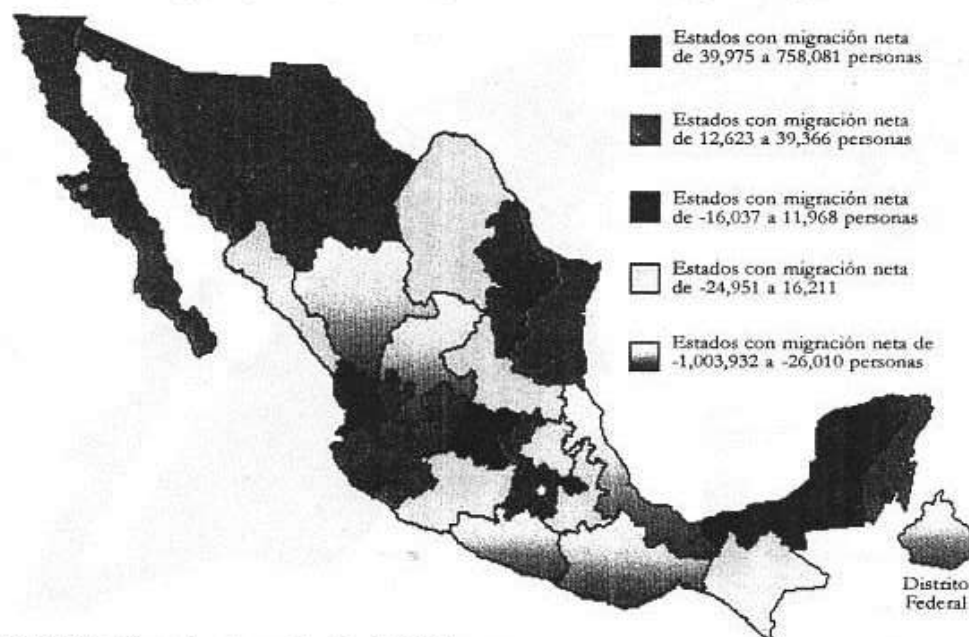 Estados con migración neta
de 39,975 a 758,081 personas
Estados con migración neta
de 12,623 a 39,366 personas
Estados con migración neta
de -16,037 a 11,968 personas
Estados con migración neta
de -24,951 a 16,211
Estados con migración neta de
-1,003,932 a -26,010 personas
Distrito
Federal